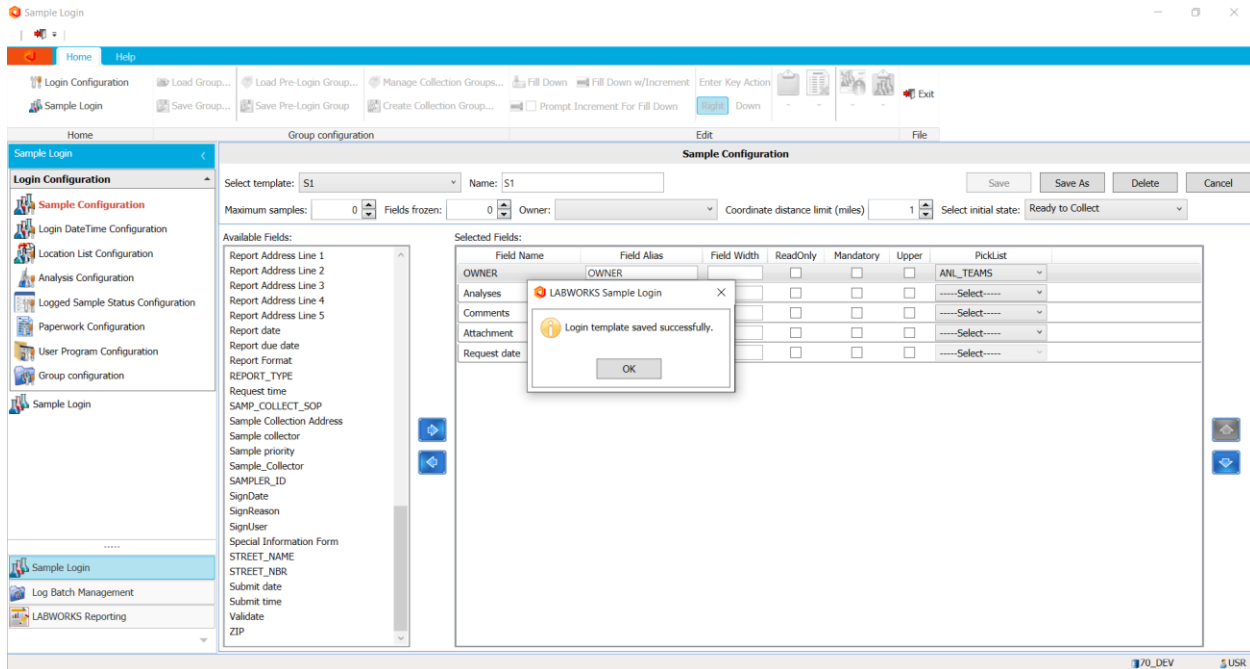 Sample Login
Home Help
Login Configuration Load Group... Load Pre-Login Group... Manage Collection Groups... Fill Down Fill Down w/Increment Enter Key Action
Sample Login Save Group... Save Pre-Login Group Create Collection Group... Prompt Increment For Fill Down Right Down Exit
Home Group configuration Edit File
Sample Login Sample Configuration
Login Configuration Select template: S1 Name: S1 Save Save As Delete Cancel
Maximum samples: 0 Fields frozen: 0 Owner: Coordinate distance limit (miles) 1 Select initial state: Ready to Collect
Sample Configuration
Login DateTime Configuration
Location List Configuration
Analysis Configuration
Logged Sample Status Configuration
Paperwork Configuration
User Program Configuration
Group configuration
Sample Login
Sample Login
Log Batch Management
LABWORKS Reporting
Available Fields:
Report Address Line 1
Report Address Line 2
Report Address Line 3
Report Address Line 4
Report Address Line 5
Report date
Report due date
Report Format
REPORT_TYPE
Request time
SAMP_COLLECT_SOP
Sample Collection Address
Sample collector
Sample priority
Sample_Collector
SAMPLER_ID
SignDate
SignReason
SignUser
Special Information Form
STREET_NAME
STREET_NBR
Submit date
Submit time
Validate
ZIP
Selected Fields:
Field Name Field Alias Field Width ReadOnly Mandatory Upper PickList
OWNER OWNER ANL_TEAMS
Analyses -----Select-----
Comments -----Select-----
Attachment -----Select-----
Request date -----Select-----
LABWORKS Sample Login
Login template saved successfully.
OK
70_DEV USR